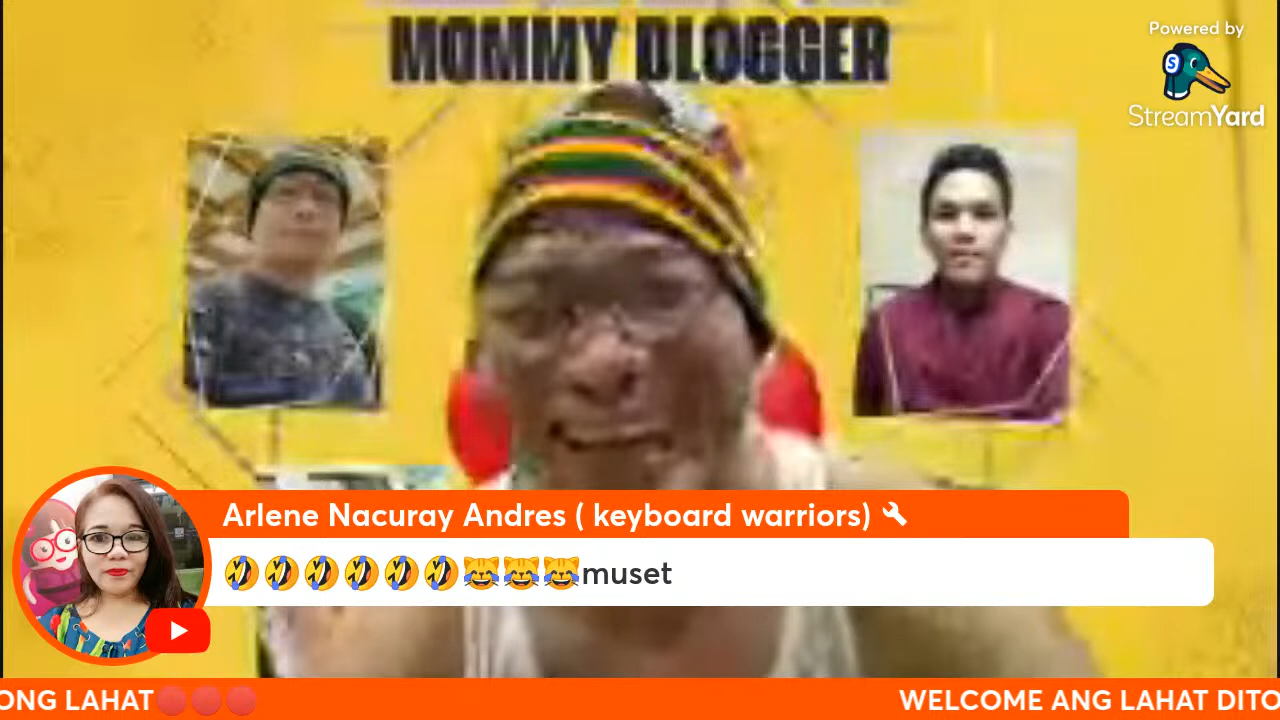 MOMMY DLOGGER
Powered by
StreamYard
Arlene Nacuray Andres ( keyboard warriors) 🔧
🤣🤣🤣🤣🤣🤣😹😹😹muset
ONG LAHAT🔴🔴🔴 WELCOME ANG LAHAT DITO